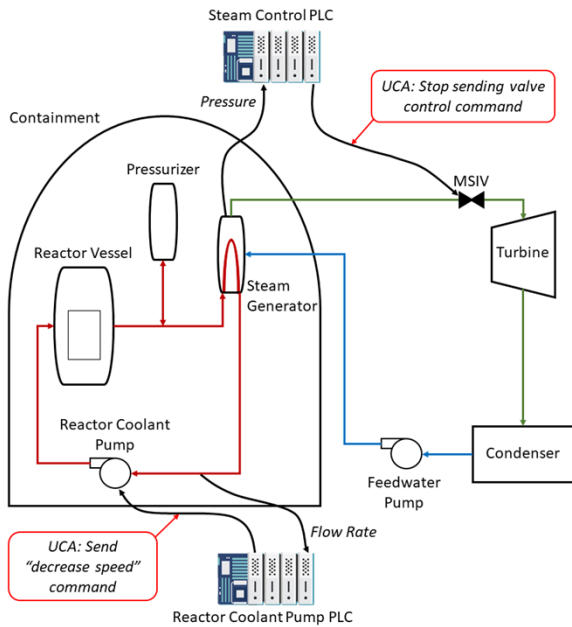 Steam Control PLC
Pressure
UCA: Stop sending valve
control command
Containment
MSIV
Pressurizer
Turbine
Reactor Vessel
Steam
Generator
Reactor Coolant
Pump
Condenser
Feedwater
Pump
Flow Rate
UCA: Send
“decrease speed”
command
Reactor Coolant Pump PLC